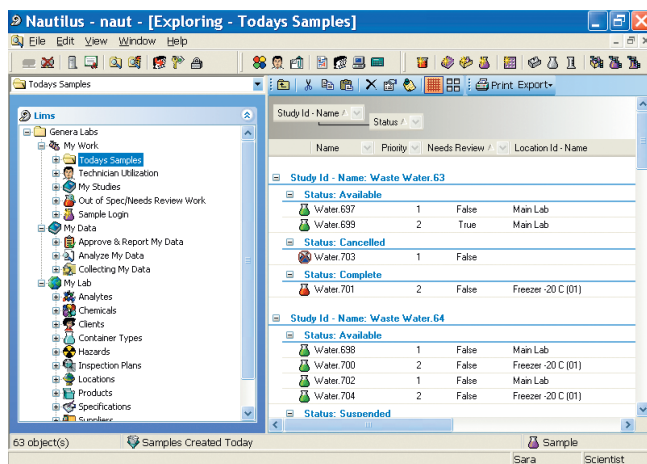 Nautilus - naut - [Exploring - Todays Samples]
File Edit View Window Help
Todays Samples
Print Export
Lims
Genera Labs
My Work
Todays Samples
Technician Utilization
My Studies
Out of Spec/Needs Review Work
Sample Login
My Data
Approve & Report My Data
Analyze My Data
Collecting My Data
My Lab
Analytes
Chemicals
Clients
Container Types
Hazards
Inspection Plans
Locations
Products
Specifications
Suppliers
Study Id - Name /
Status /
Name Priority Needs Review / Location Id - Name
Study Id - Name: Waste Water.63
Status: Available
Water.697 1 False Main Lab
Water.699 2 True Main Lab
Status: Cancelled
Water.703 1 False
Status: Complete
Water.701 2 False Freezer -20 C (01)
Study Id - Name: Waste Water.64
Status: Available
Water.698 1 False Main Lab
Water.700 2 False Freezer -20 C (01)
Water.702 1 False Main Lab
Water.704 2 False Freezer -20 C (01)
Status: Suspended
63 object(s) Samples Created Today Sample
Sara Scientist